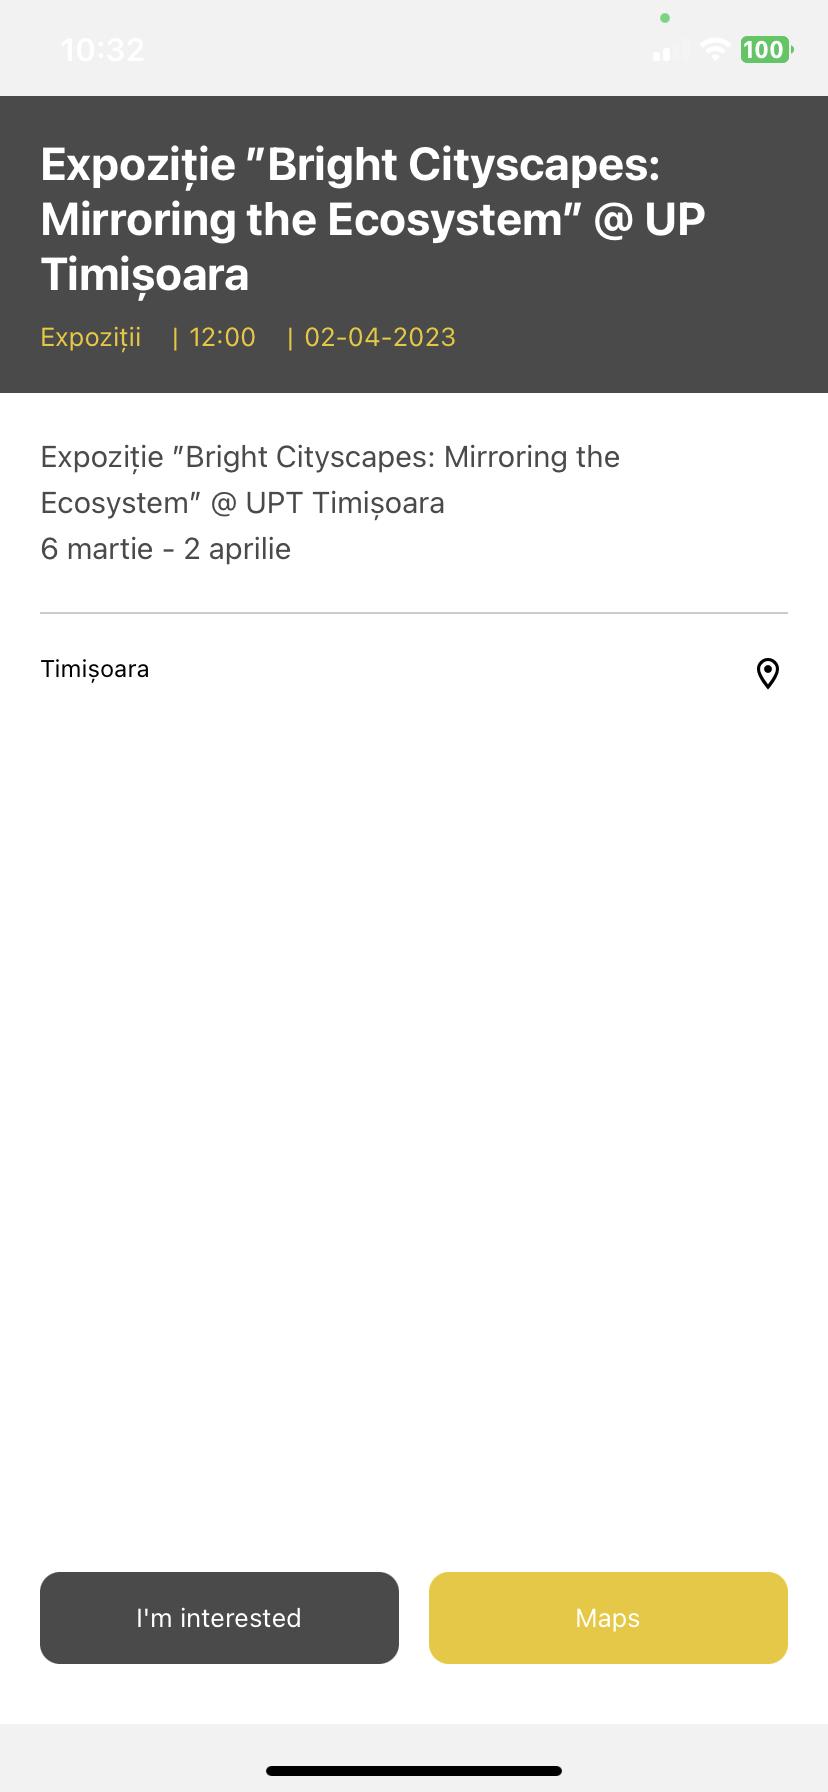 10:32
100
Expoziție ”Bright Cityscapes:
Mirroring the Ecosystem” @ UP
Timișoara
Expoziții | 12:00 | 02-04-2023
Expoziție ”Bright Cityscapes: Mirroring the
Ecosystem” @ UPT Timișoara
6 martie - 2 aprilie
Timișoara
I'm interested
Maps